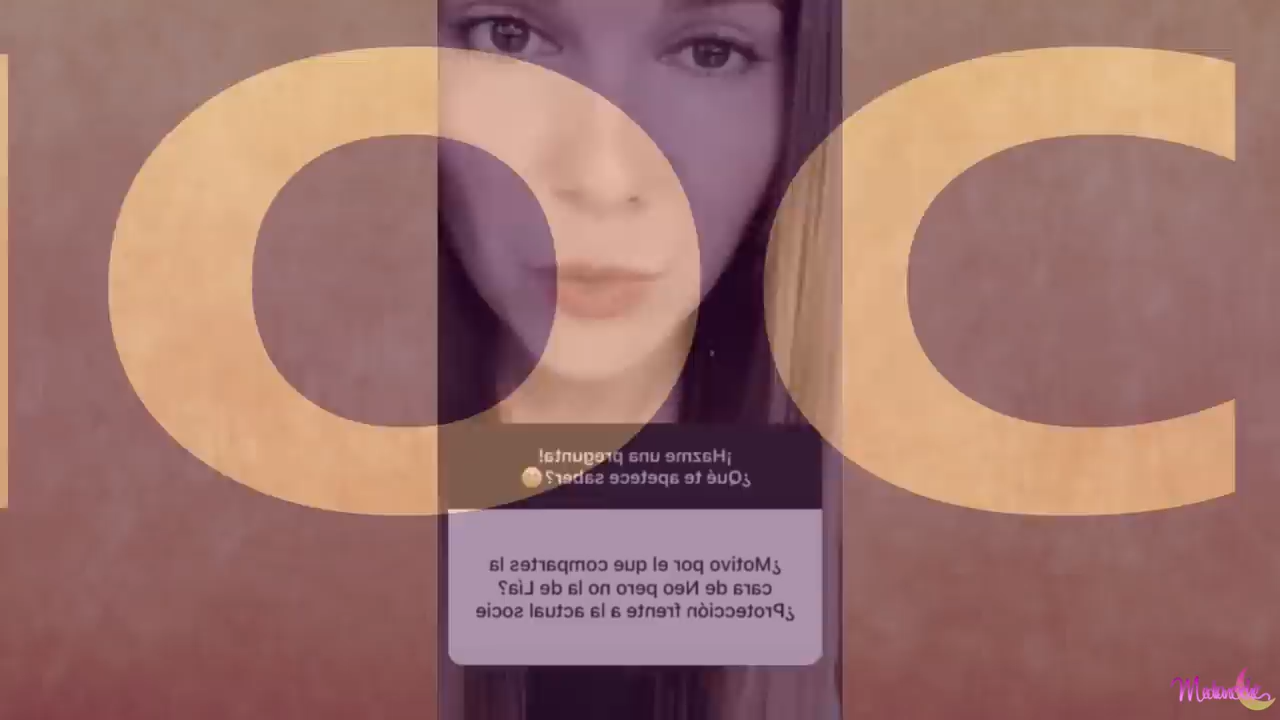 OC
¡Hazme una pregunta!
¿Qué te apetece saber?😁
¿Motivo por el que compartes la
cara de Neo pero no la de Lía?
¿Protección frente a la actual socie